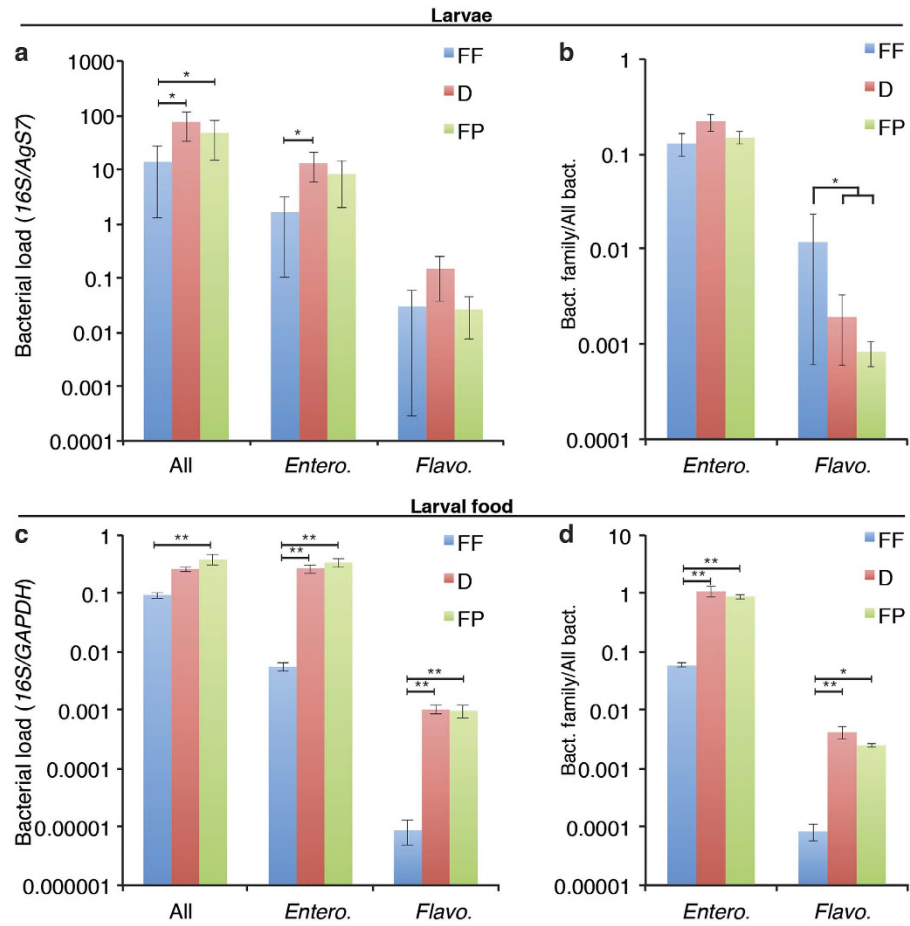 Larvae
a
Bacterial load (16S/AgS7)
1000
100
10
1
0.1
0.01
0.001
0.0001
FF
D
FP
*
*
*
All
Entero.
Flavo.
b
Bact. family/All bact.
1
0.1
0.01
0.001
0.0001
FF
D
FP
*
Entero.
Flavo.
Larval food
c
Bacterial load (16S/GAPDH)
1
0.1
0.01
0.001
0.0001
0.00001
0.000001
FF
D
FP
**
**
**
**
**
All
Entero.
Flavo.
d
Bact. family/All bact.
10
1
0.1
0.01
0.001
0.0001
0.00001
FF
D
FP
**
**
*
**
Entero.
Flavo.